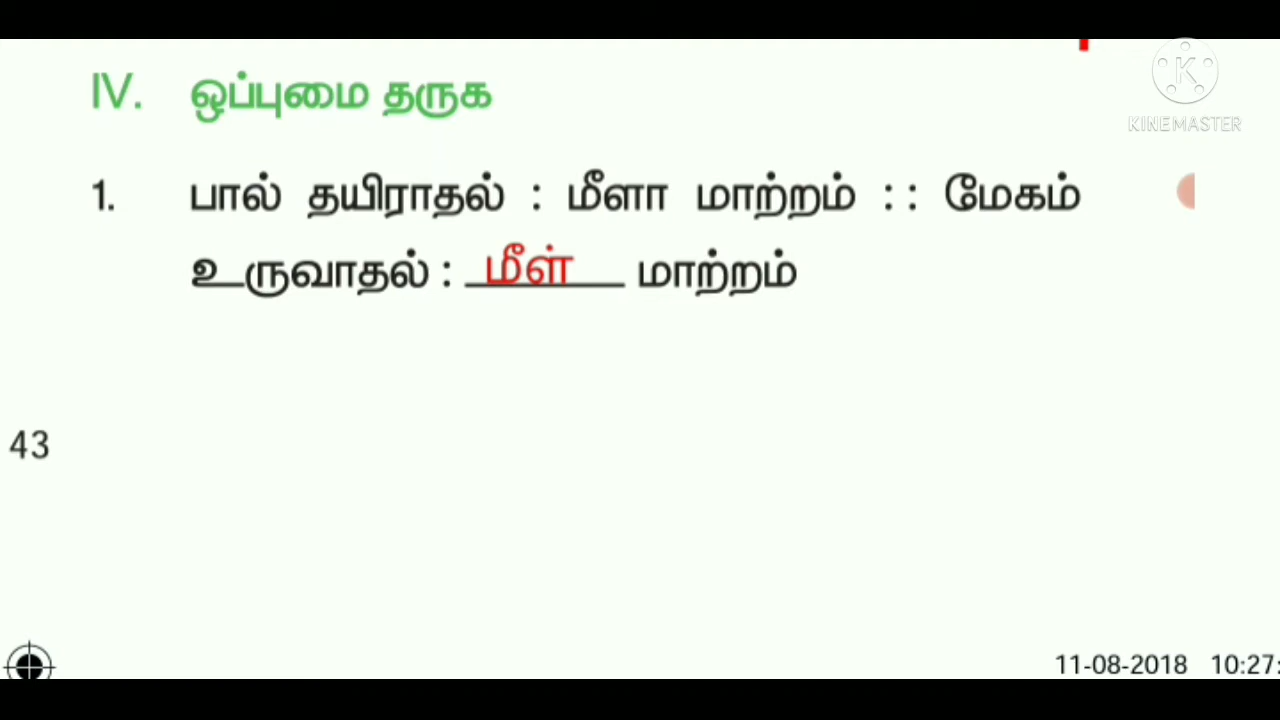 KINEMASTER
IV. ஒப்புமை தருக
1. பால் தயிராதல் : மீளா மாற்றம் : : மேகம்
உருவாதல் : மீள் மாற்றம்
43
11-08-2018 10:27: